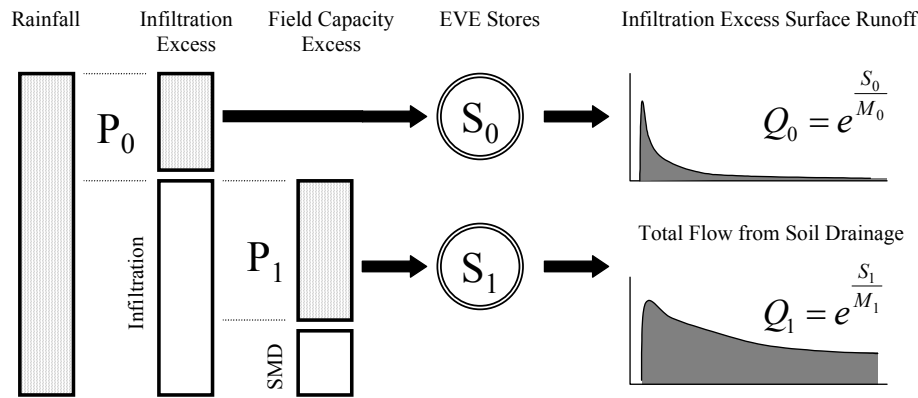 Rainfall
Infiltration
Excess
Field Capacity
Excess
EVE Stores
Infiltration Excess Surface Runoff
P₀
S₀
Q₀ = e^(S₀/M₀)
Infiltration
P₁
SMD
S₁
Total Flow from Soil Drainage
Q₁ = e^(S₁/M₁)